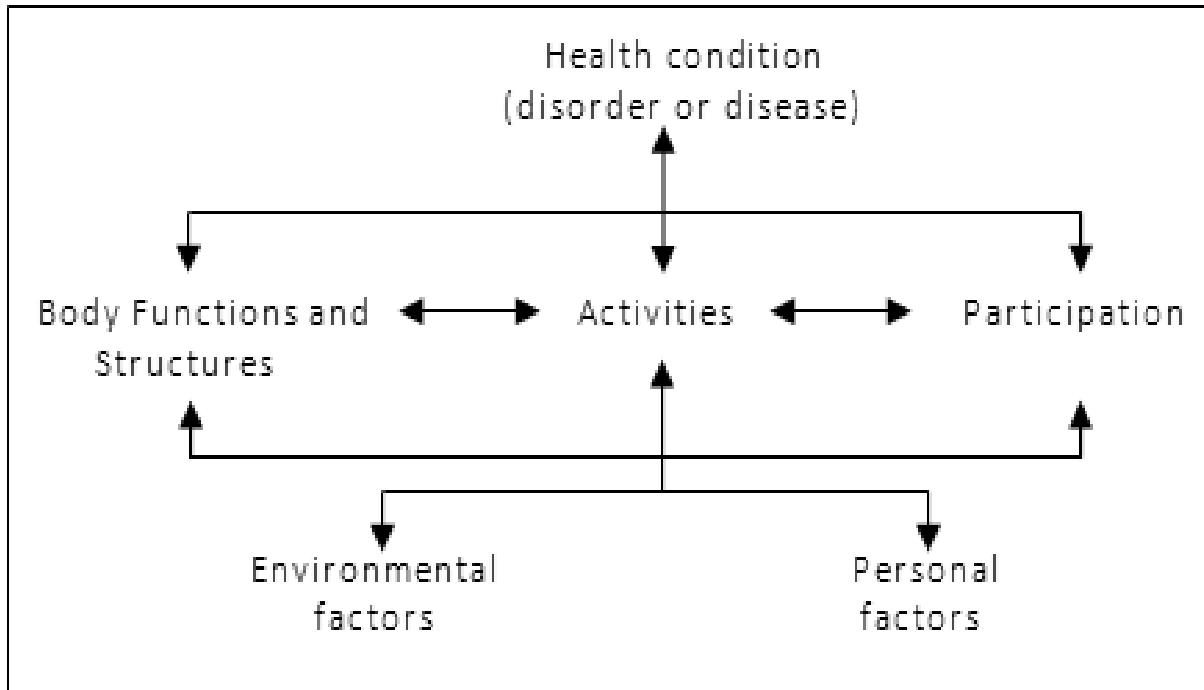 Health condition
(disorder or disease)
Body Functions and
Structures
Activities
Participation
Environmental
factors
Personal
factors